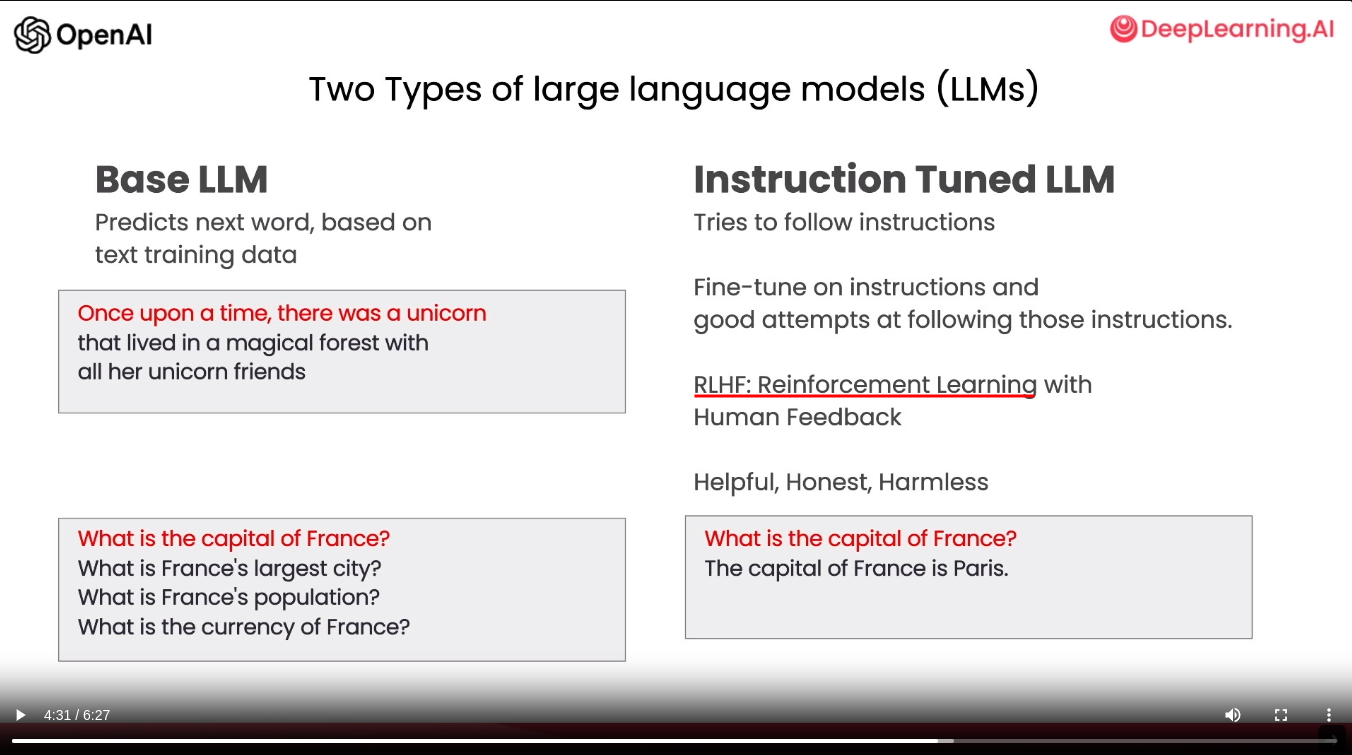 OpenAI
DeepLearning.AI
Two Types of large language models (LLMs)
Base LLM
Predicts next word, based on
text training data
Once upon a time, there was a unicorn
that lived in a magical forest with
all her unicorn friends
What is the capital of France?
What is France's largest city?
What is France's population?
What is the currency of France?
Instruction Tuned LLM
Tries to follow instructions
Fine-tune on instructions and
good attempts at following those instructions.
RLHF: Reinforcement Learning with
Human Feedback
Helpful, Honest, Harmless
What is the capital of France?
The capital of France is Paris.
4:31 / 6:27